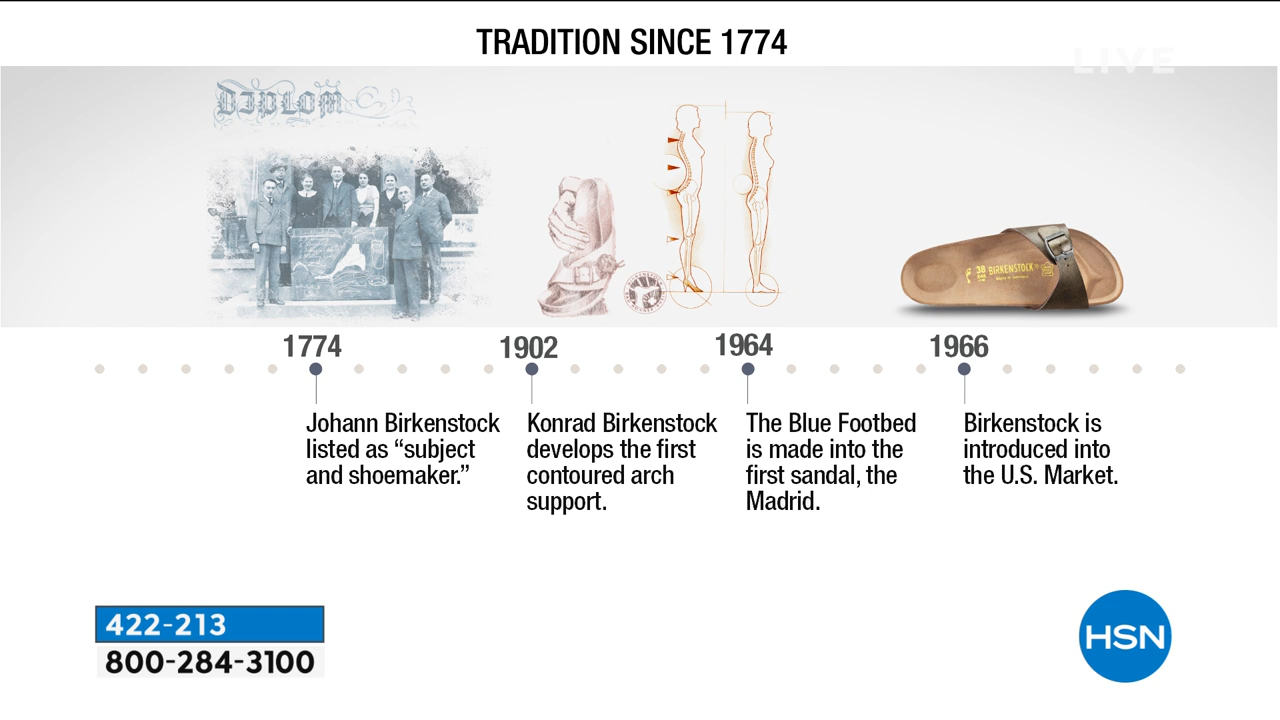 TRADITION SINCE 1774
LIVE
Diplom
38
BIRKENSTOCK
1774
1902
1964
1966
Johann Birkenstock
listed as “subject
and shoemaker.”
Konrad Birkenstock
develops the first
contoured arch
support.
The Blue Footbed
is made into the
first sandal, the
Madrid.
Birkenstock is
introduced into
the U.S. Market.
422-213
800-284-3100
HSN